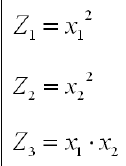 Z₁ = x₁²
Z₂ = x₂²
Z₃ = x₁ · x₂